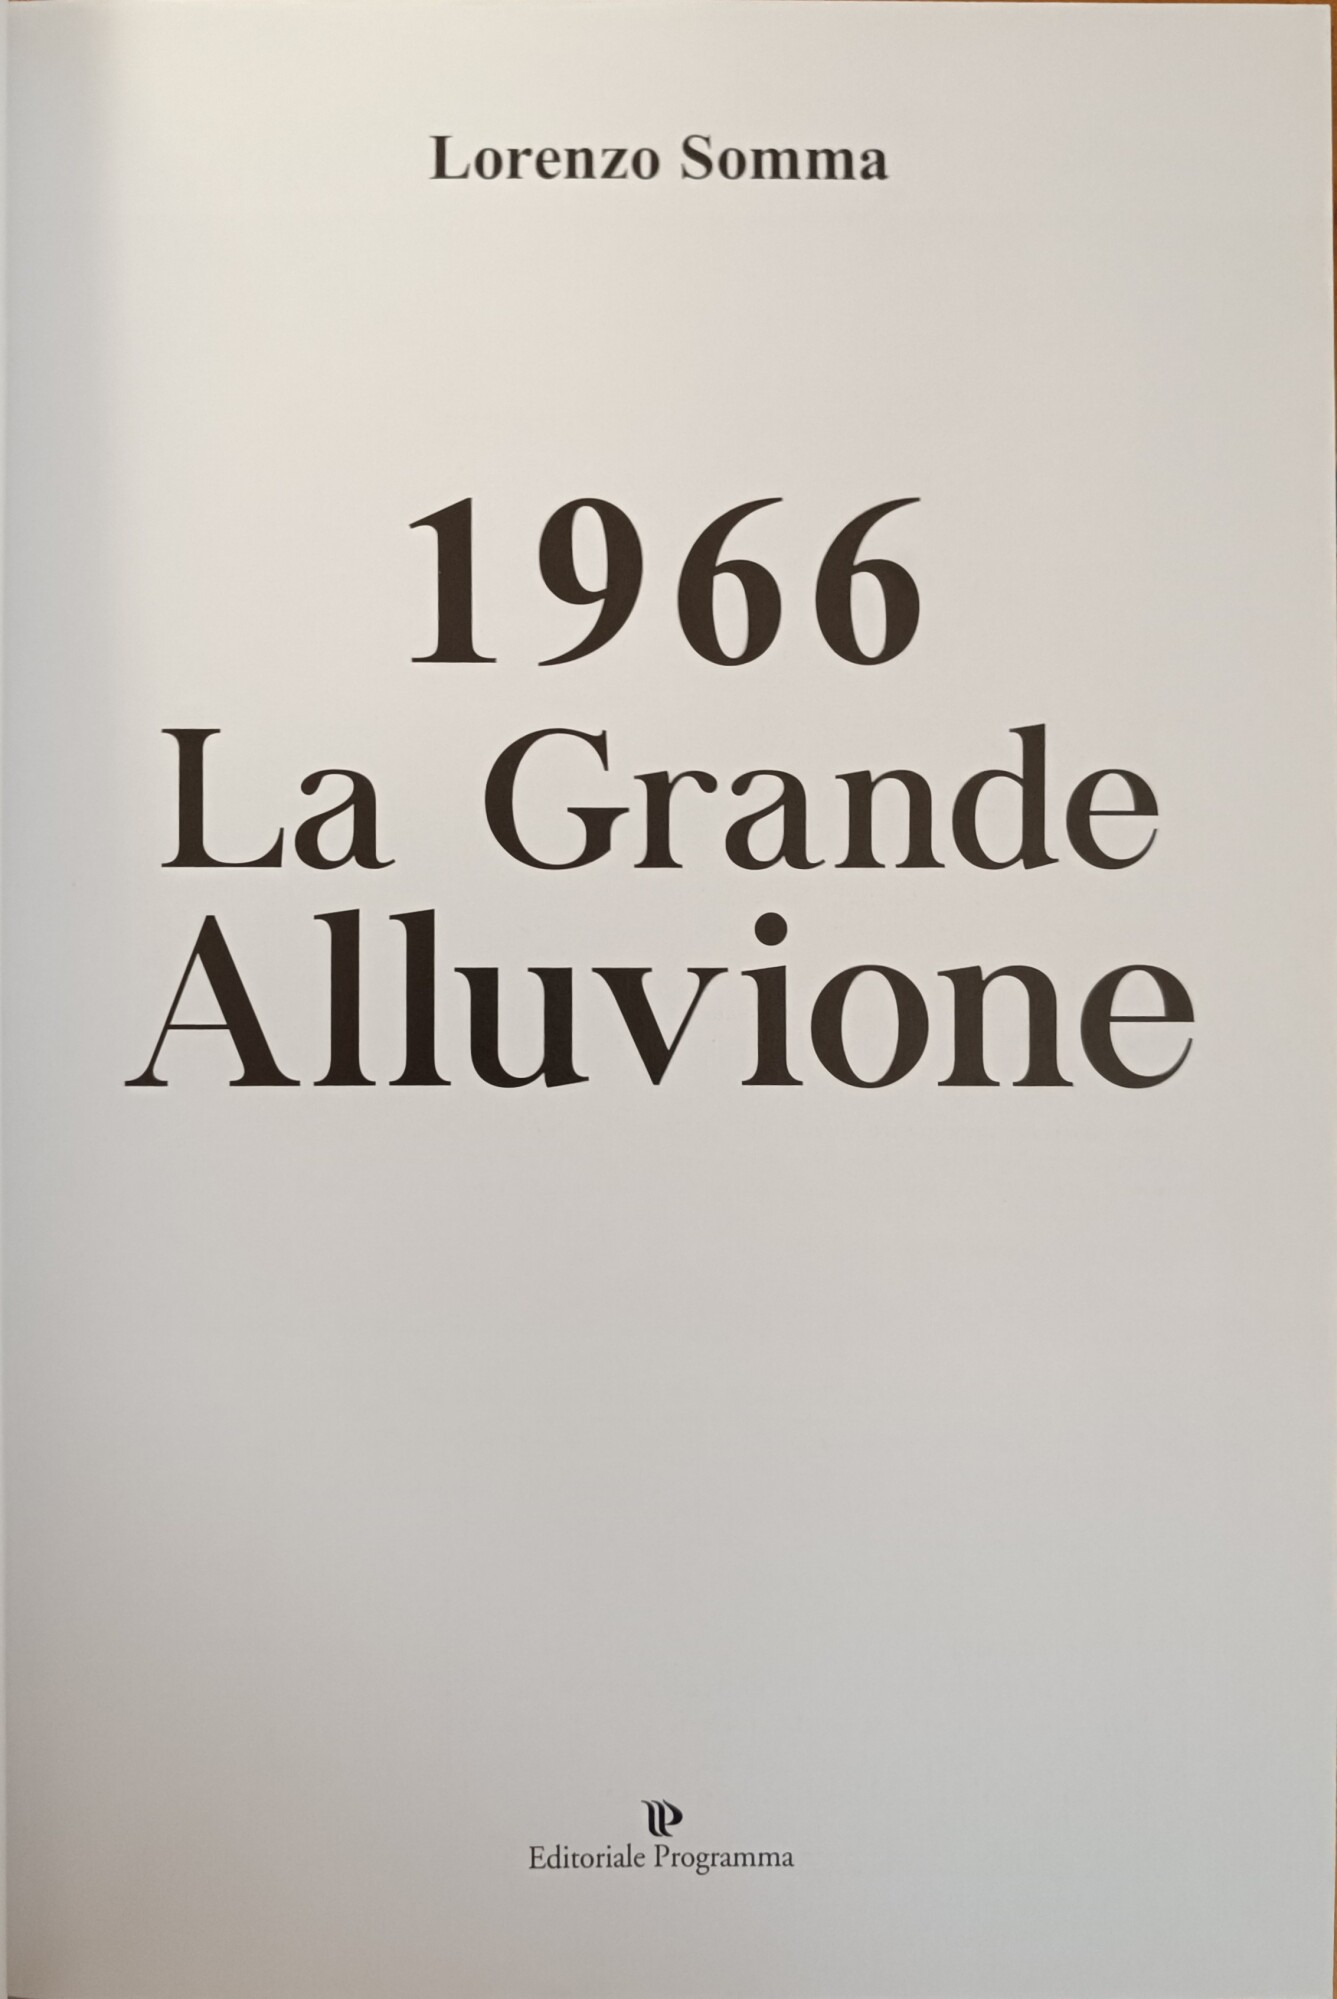 Lorenzo Somma
1966
La Grande
Alluvione
Editoriale Programma